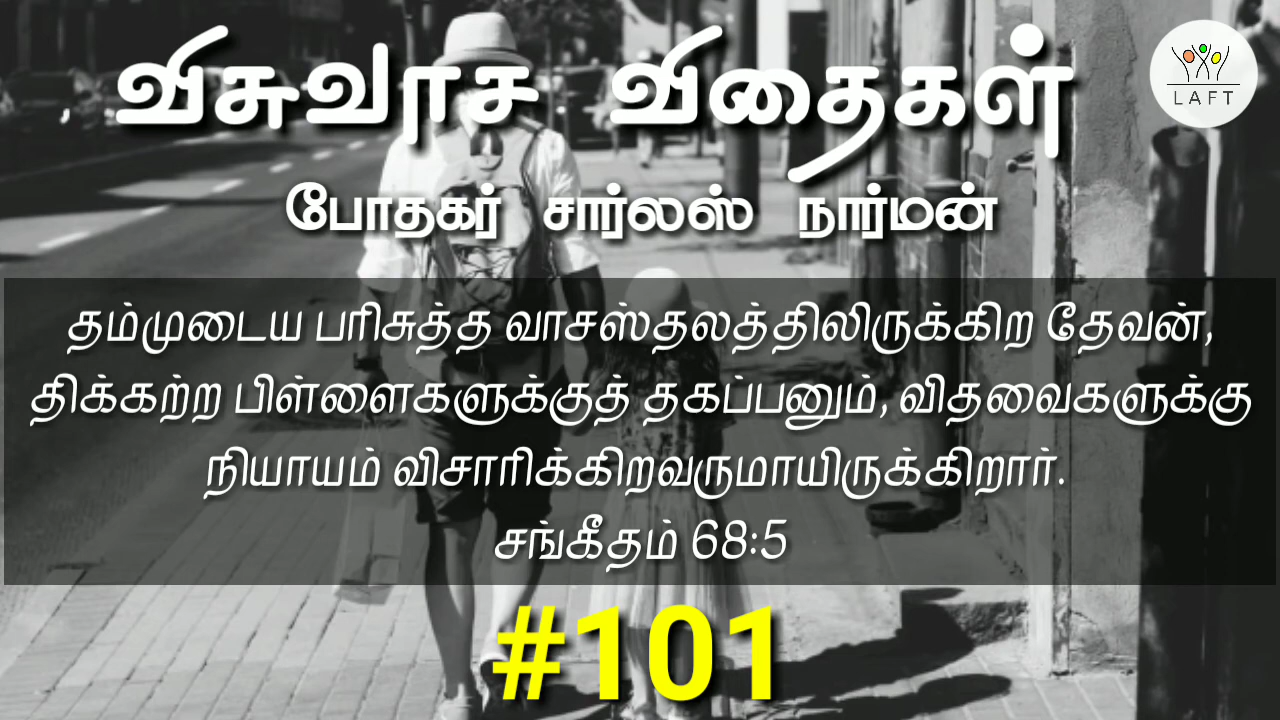 விசுவாச விதைகள்
LAFT
போதகர் சார்லஸ் நார்மன்
தம்முடைய பரிசுத்த வாசஸ்தலத்திலிருக்கிற தேவன்,
திக்கற்ற பிள்ளைகளுக்குத் தகப்பனும், விதவைகளுக்கு
நியாயம் விசாரிக்கிறவருமாயிருக்கிறார்.
சங்கீதம் 68:5
#101